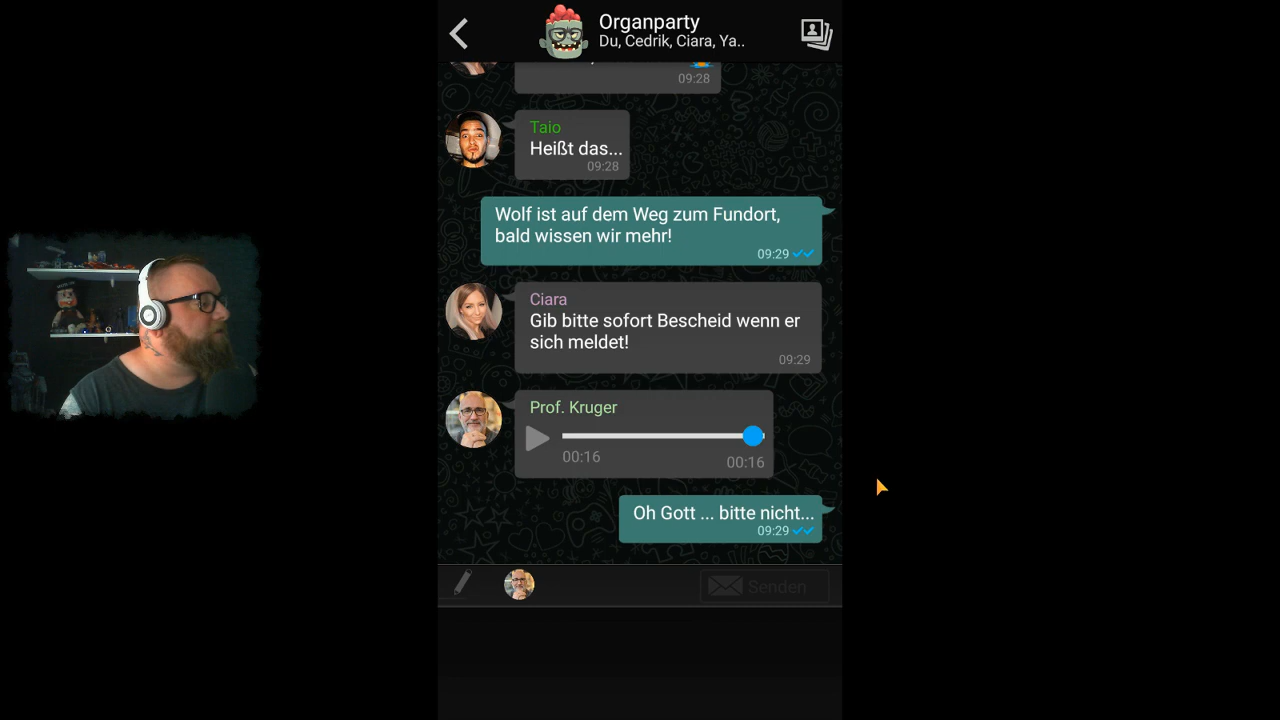 Organparty
Du, Cedrik, Ciara, Ya..
09:28
Taio
Heißt das...
09:28
Wolf ist auf dem Weg zum Fundort,
bald wissen wir mehr!
09:29
Ciara
Gib bitte sofort Bescheid wenn er
sich meldet!
09:29
Prof. Kruger
00:16
00:16
Oh Gott ... bitte nicht...
09:29
Senden